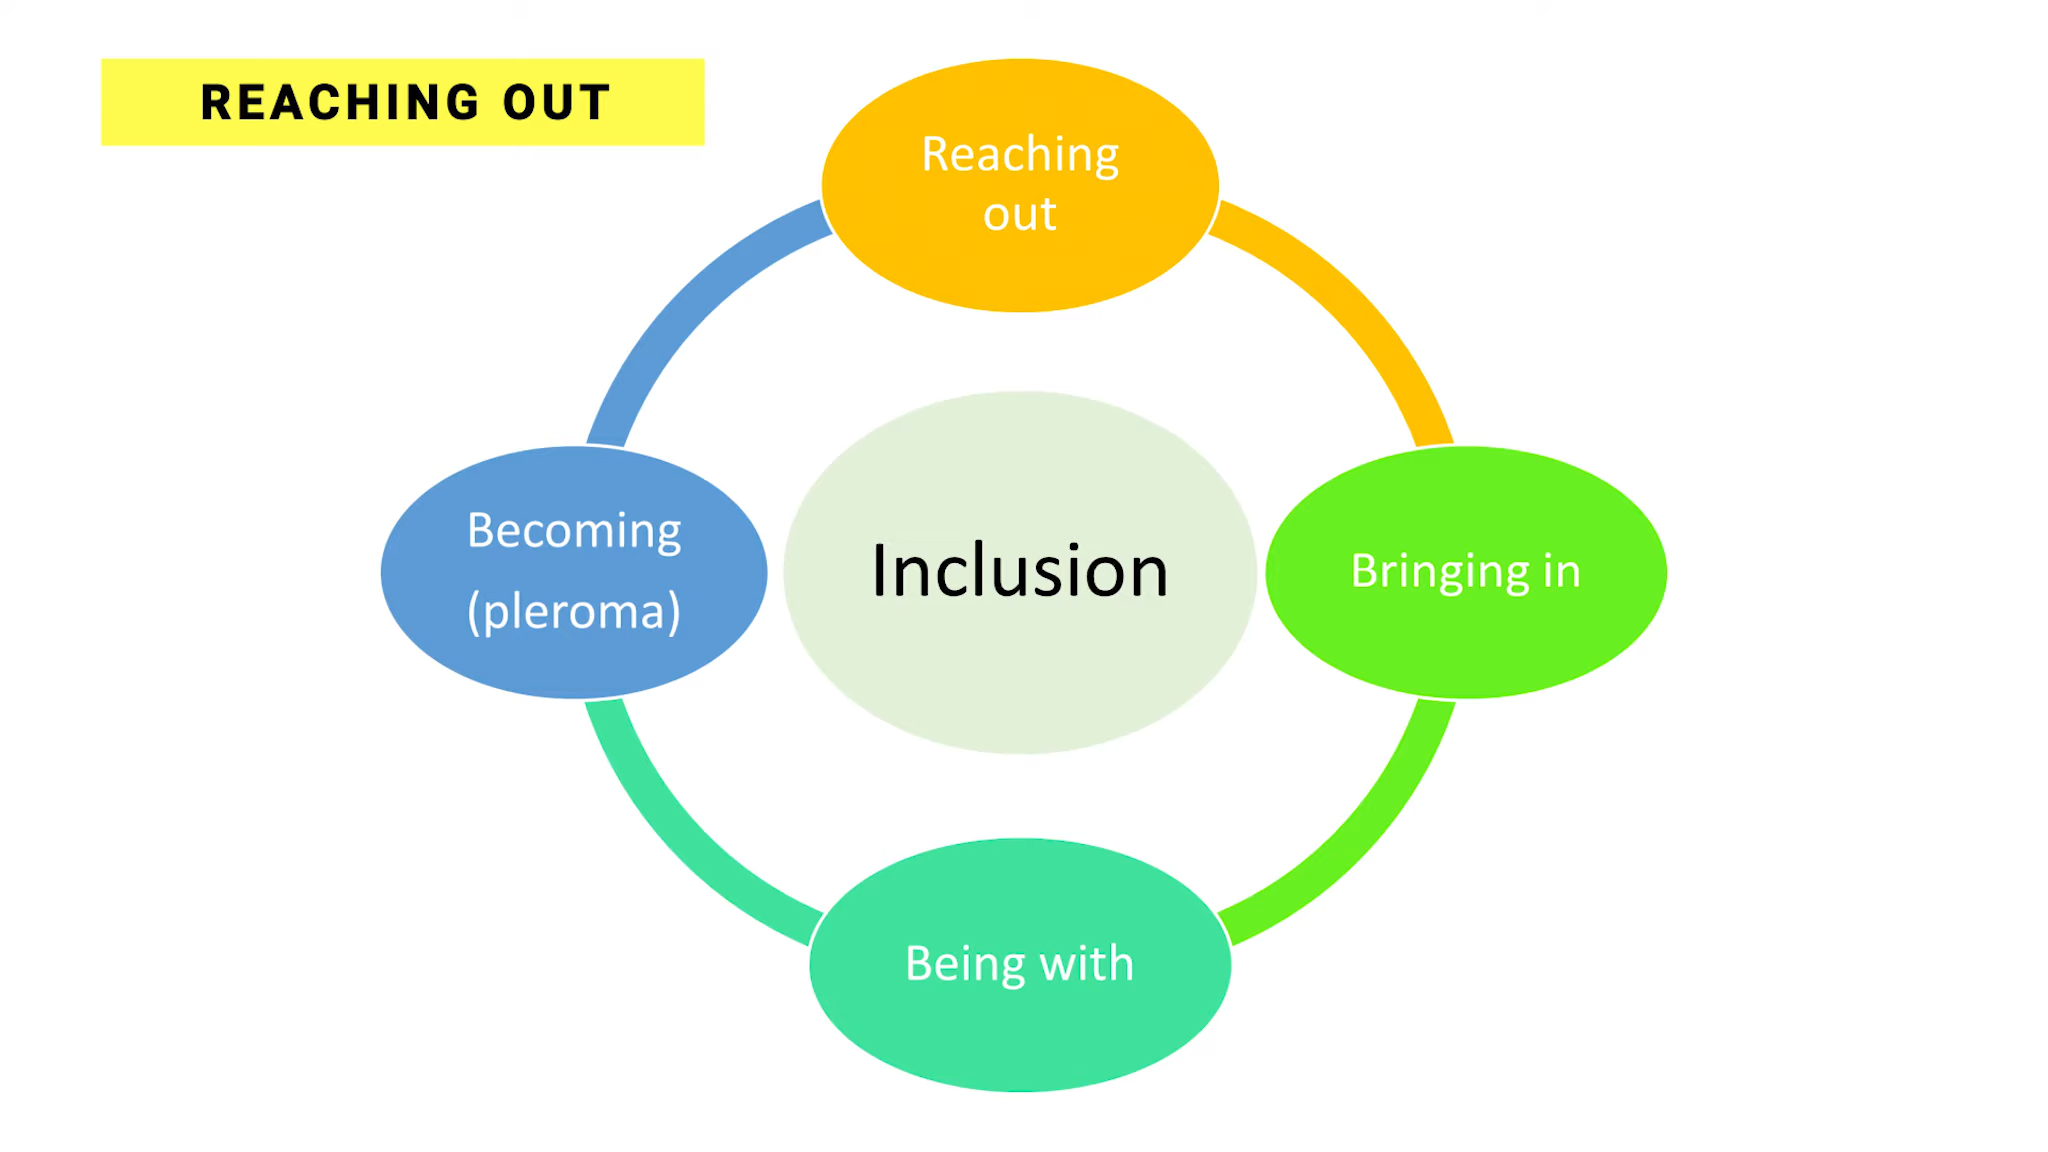 REACHING OUT
Reaching
out
Becoming
(pleroma)
Inclusion
Bringing in
Being with